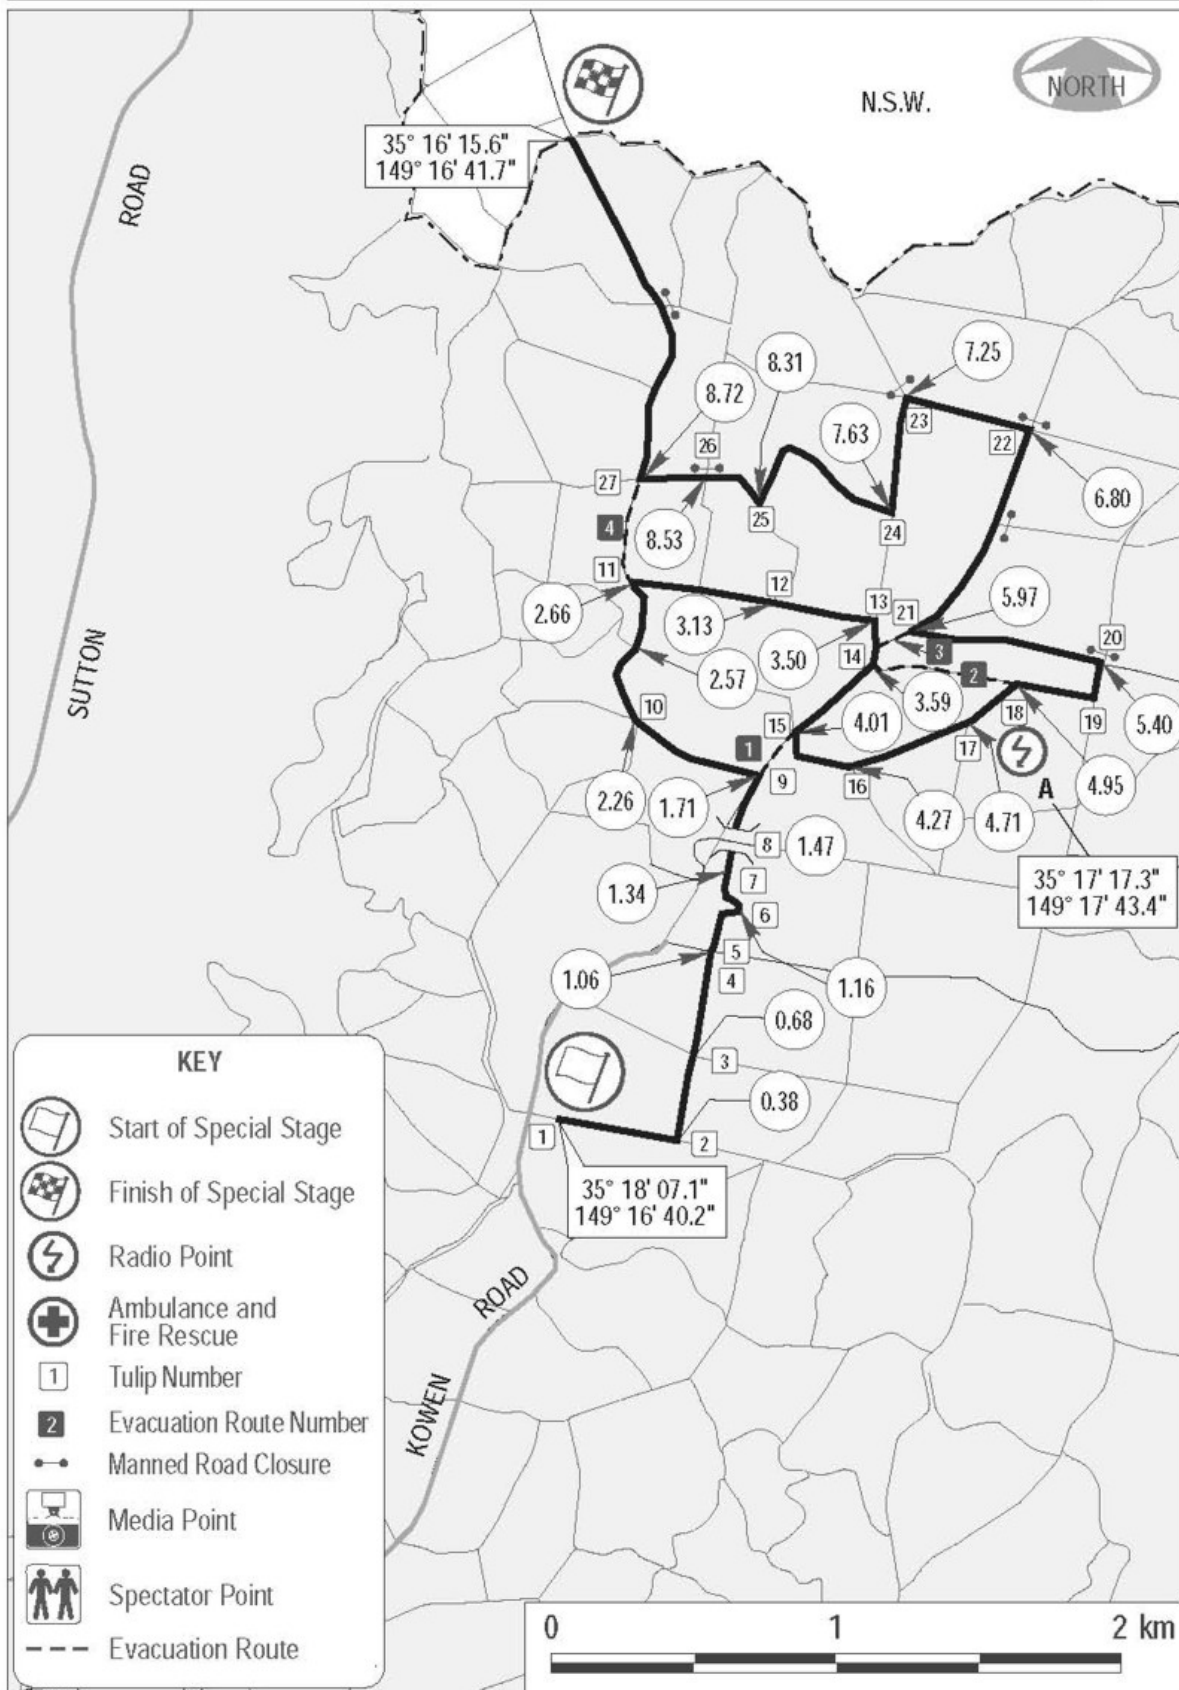 NORTH
N.S.W.
35° 16' 15.6"
149° 16' 41.7"
ROAD
SUTTON
7.25
8.31
8.72
7.63
23
22
26
6.80
27
25
24
4
8.53
11
12
13
21
5.97
2.66
3.13
3.50
14
3
20
2
2.57
3.59
18
19
5.40
10
15
4.01
17
1
9
16
A
4.95
2.26
1.71
4.27
4.71
8
1.47
35° 17' 17.3"
149° 17' 43.4"
7
1.34
6
5
4
1.06
1.16
0.68
3
0.38
1
2
35° 18' 07.1"
149° 16' 40.2"
ROAD
KOWEN
KEY
Start of Special Stage
Finish of Special Stage
Radio Point
Ambulance and
Fire Rescue
1 Tulip Number
2 Evacuation Route Number
Manned Road Closure
Media Point
Spectator Point
Evacuation Route
0 1 2 km